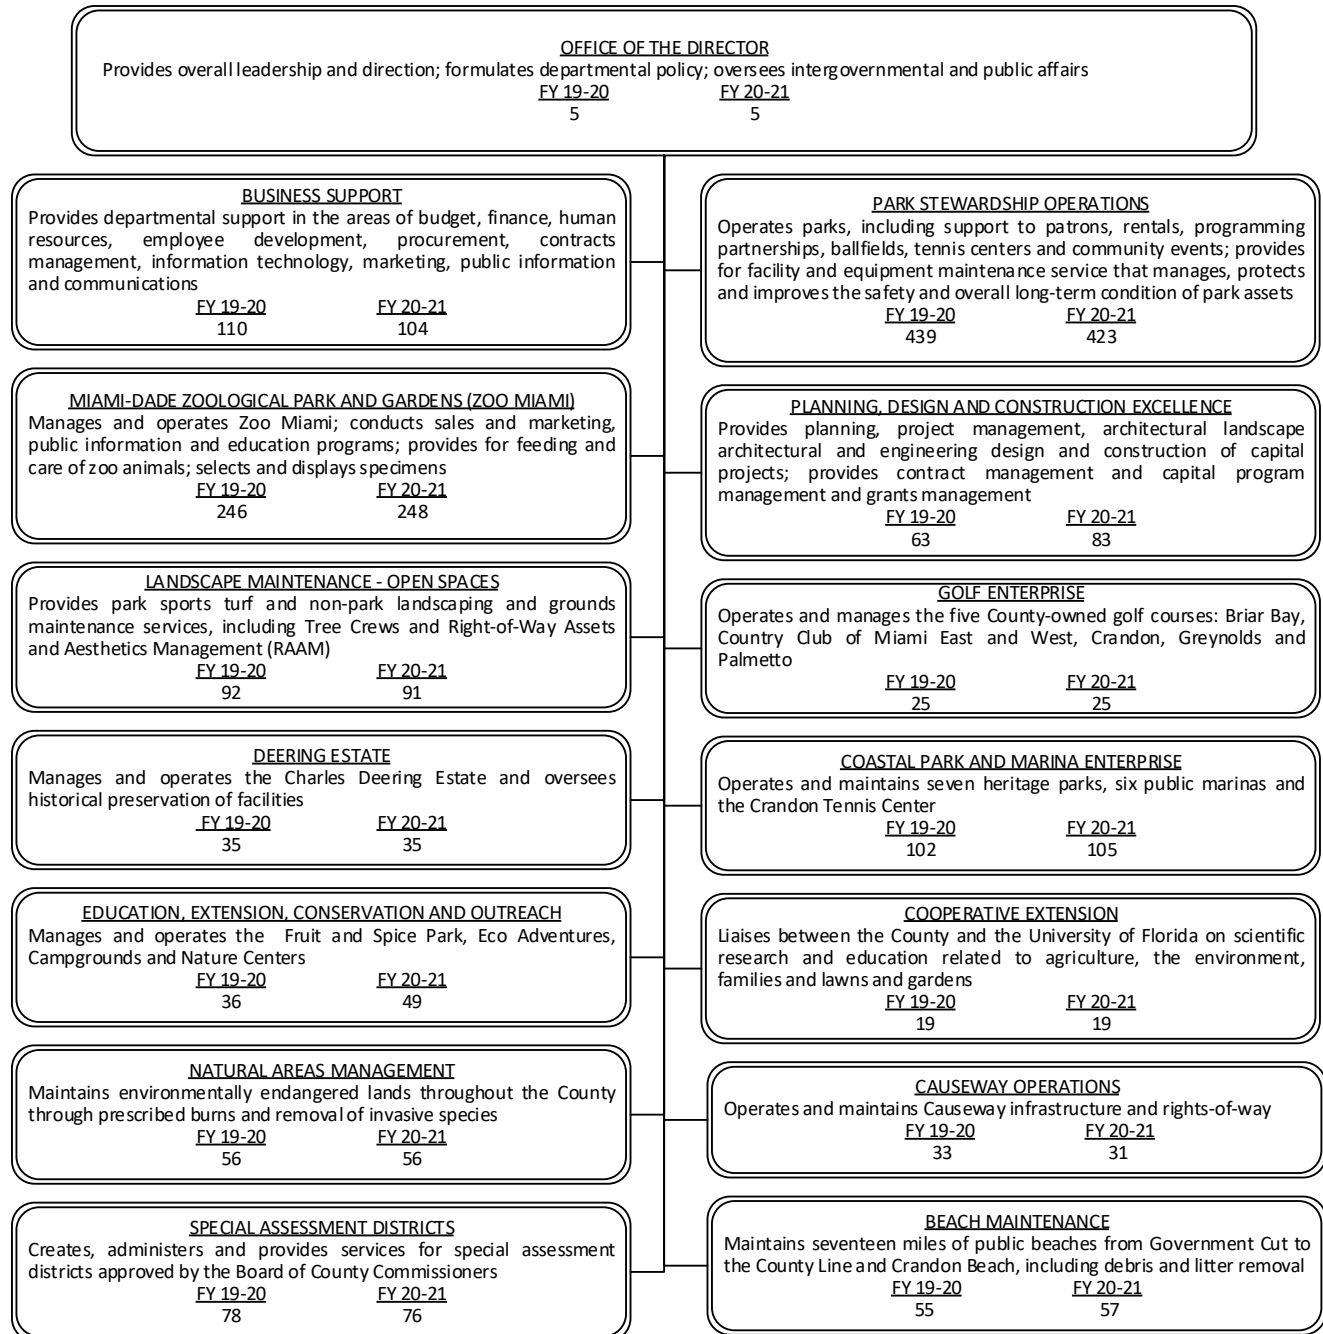 OFFICE OF THE DIRECTOR
Provides overall leadership and direction; formulates departmental policy; oversees intergovernmental and public affairs
FY 19-20 FY 20-21
5 5
BUSINESS SUPPORT
Provides departmental support in the areas of budget, finance, human
resources, employee development, procurement, contracts
management, information technology, marketing, public information
and communications
FY 19-20 FY 20-21
110 104
PARK STEWARDSHIP OPERATIONS
Operates parks, including support to patrons, rentals, programming
partnerships, ballfields, tennis centers and community events; provides
for facility and equipment maintenance service that manages, protects
and improves the safety and overall long-term condition of park assets
FY 19-20 FY 20-21
439 423
MIAMI-DADE ZOOLOGICAL PARK AND GARDENS (ZOO MIAMI)
Manages and operates Zoo Miami; conducts sales and marketing,
public information and education programs; provides for feeding and
care of zoo animals; selects and displays specimens
FY 19-20 FY 20-21
246 248
PLANNING, DESIGN AND CONSTRUCTION EXCELLENCE
Provides planning, project management, architectural landscape
architectural and engineering design and construction of capital
projects; provides contract management and capital program
management and grants management
FY 19-20 FY 20-21
63 83
LANDSCAPE MAINTENANCE - OPEN SPACES
Provides park sports turf and non-park landscaping and grounds
maintenance services, including Tree Crews and Right-of-Way Assets
and Aesthetics Management (RAAM)
FY 19-20 FY 20-21
92 91
GOLF ENTERPRISE
Operates and manages the five County-owned golf courses: Briar Bay,
Country Club of Miami East and West, Crandon, Greynolds and
Palmetto
FY 19-20 FY 20-21
25 25
DEERING ESTATE
Manages and operates the Charles Deering Estate and oversees
historical preservation of facilities
FY 19-20 FY 20-21
35 35
COASTAL PARK AND MARINA ENTERPRISE
Operates and maintains seven heritage parks, six public marinas and
the Crandon Tennis Center
FY 19-20 FY 20-21
102 105
EDUCATION, EXTENSION, CONSERVATION AND OUTREACH
Manages and operates the Fruit and Spice Park, Eco Adventures,
Campgrounds and Nature Centers
FY 19-20 FY 20-21
36 49
COOPERATIVE EXTENSION
Liaises between the County and the University of Florida on scientific
research and education related to agriculture, the environment,
families and lawns and gardens
FY 19-20 FY 20-21
19 19
NATURAL AREAS MANAGEMENT
Maintains environmentally endangered lands throughout the County
through prescribed burns and removal of invasive species
FY 19-20 FY 20-21
56 56
CAUSEWAY OPERATIONS
Operates and maintains Causeway infrastructure and rights-of-way
FY 19-20 FY 20-21
33 31
SPECIAL ASSESSMENT DISTRICTS
Creates, administers and provides services for special assessment
districts approved by the Board of County Commissioners
FY 19-20 FY 20-21
78 76
BEACH MAINTENANCE
Maintains seventeen miles of public beaches from Government Cut to
the County Line and Crandon Beach, including debris and litter removal
FY 19-20 FY 20-21
55 57